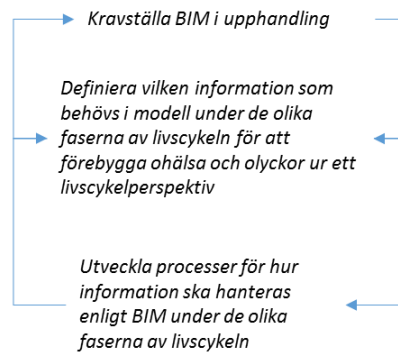 Kravställa BIM i upphandling
Definiera vilken information som
behövs i modell under de olika
faserna av livscykeln för att
förebygga ohälsa och olyckor ur ett
livscykelperspektiv
Utveckla processer för hur
information ska hanteras
enligt BIM under de olika
faserna av livscykeln